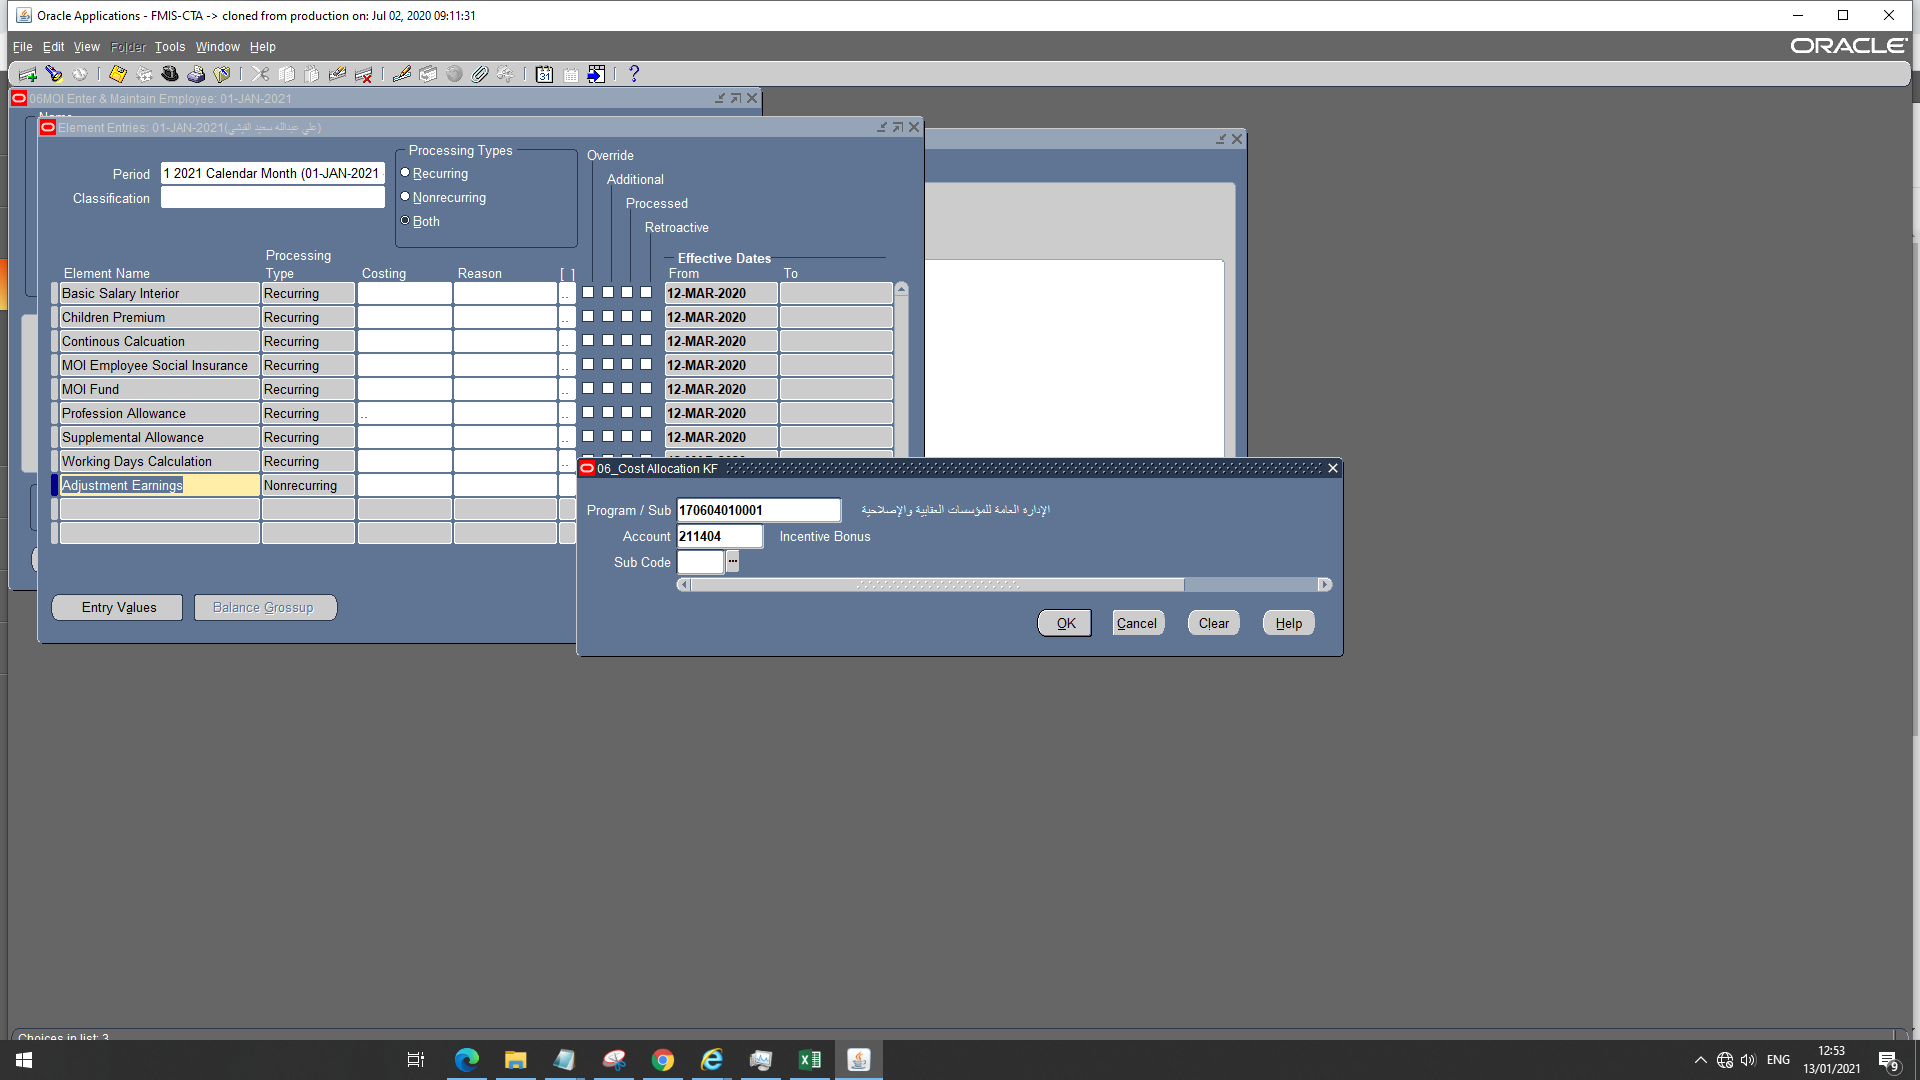 Oracle Applications - FMIS-CTA -> cloned from production on: Jul 02, 2020 09:11:31
File Edit View Folder Tools Window Help
ORACLE
06MOI Enter & Maintain Employee: 01-JAN-2021
Name
Element Entries: 01-JAN-2021(علي عبدالله سعيد القيشي)
Period 1 2021 Calendar Month (01-JAN-2021
Classification
Processing Types
Recurring
Nonrecurring
Both
Override
Additional
Processed
Retroactive
Effective Dates
Element Name Processing Type Costing Reason [ ] From To
Basic Salary Interior Recurring .. 12-MAR-2020
Children Premium Recurring .. 12-MAR-2020
Continous Calcuation Recurring .. 12-MAR-2020
MOI Employee Social Insurance Recurring .. 12-MAR-2020
MOI Fund Recurring .. 12-MAR-2020
Profession Allowance Recurring .. .. 12-MAR-2020
Supplemental Allowance Recurring .. 12-MAR-2020
Working Days Calculation Recurring ..
Adjustment Earnings Nonrecurring
Entry Values Balance Grossup
06_Cost Allocation KF
Program / Sub 170604010001 الإدارة العامة للمؤسسات العقابية والإصلاحية
Account 211404 Incentive Bonus
Sub Code ...
OK Cancel Clear Help
Choices in list: 3
ENG
12:53
13/01/2021
9